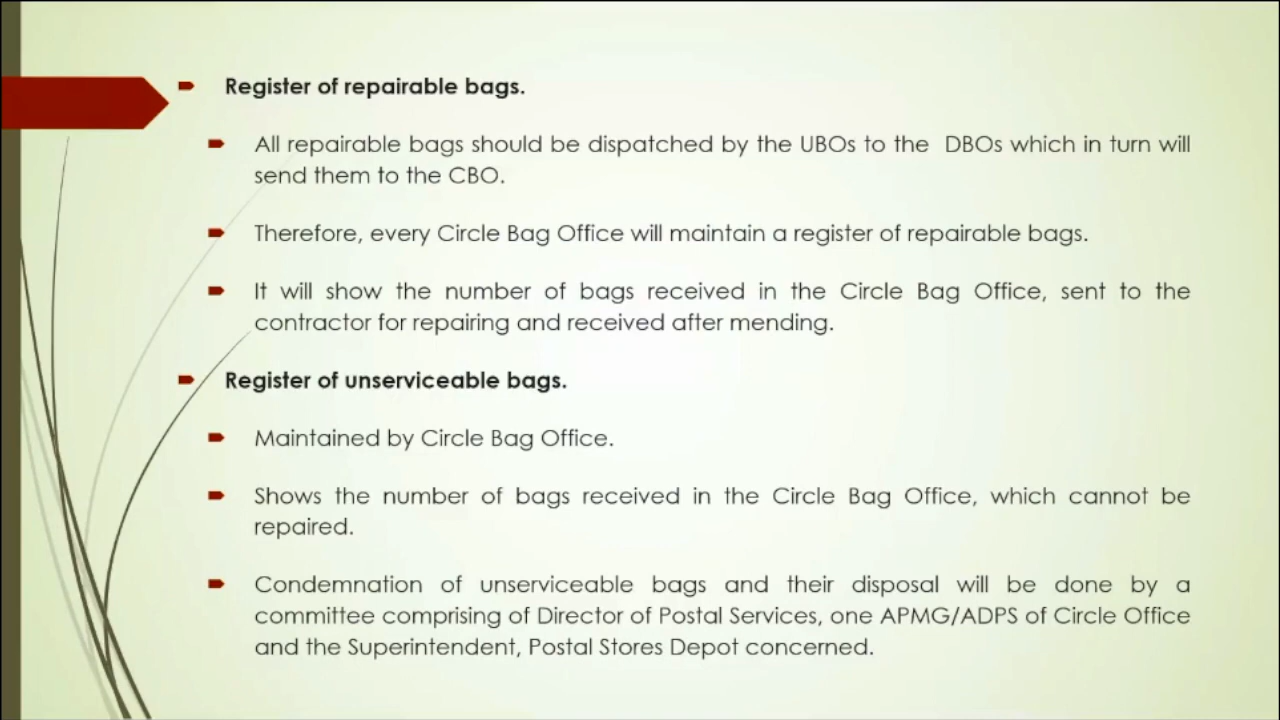 Register of repairable bags.
All repairable bags should be dispatched by the UBOs to the DBOs which in turn will
send them to the CBO.
Therefore, every Circle Bag Office will maintain a register of repairable bags.
It will show the number of bags received in the Circle Bag Office, sent to the
contractor for repairing and received after mending.
Register of unserviceable bags.
Maintained by Circle Bag Office.
Shows the number of bags received in the Circle Bag Office, which cannot be
repaired.
Condemnation of unserviceable bags and their disposal will be done by a
committee comprising of Director of Postal Services, one APMG/ADPS of Circle Office
and the Superintendent, Postal Stores Depot concerned.